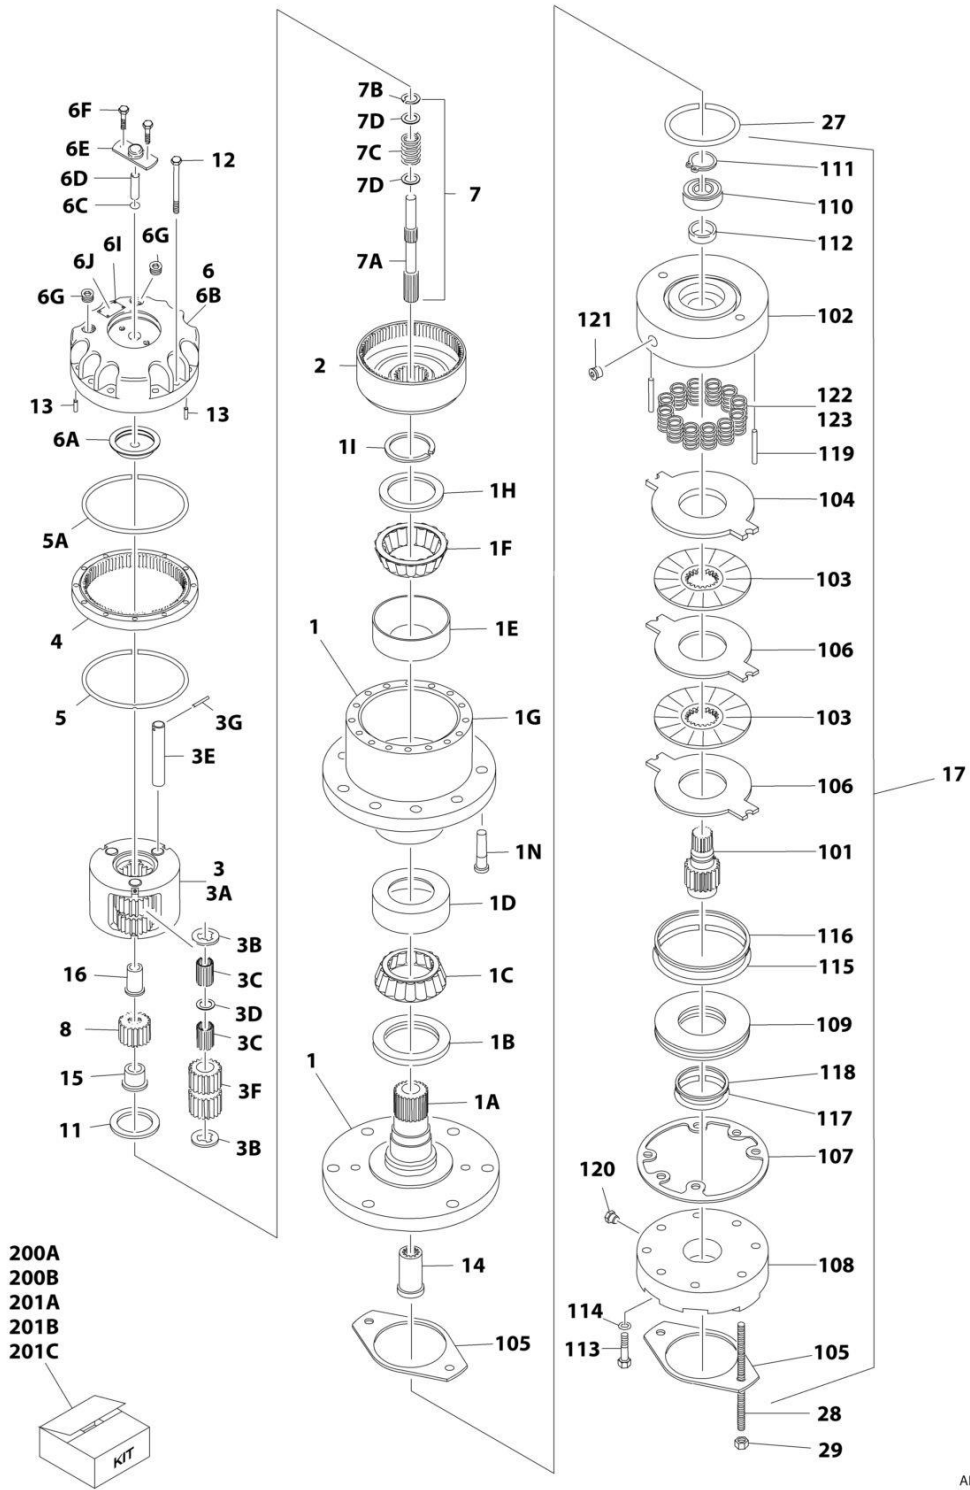 6F
6E
6D
6C
12
6I
6G
6J
6
6B
6G
13
13
6A
5A
4
5
3G
3E
3
3A
3B
16
3C
3D
8
3C
15
3F
11
3B
200A
200B
201A
201B
201C
KIT
7B
7D
7C
7D
7
7A
2
1I
1H
1F
1E
1
1G
1N
1D
1C
1B
1
1A
14
105
27
111
110
112
102
121
122
123
119
104
103
106
103
106
17
101
116
115
109
118
117
107
120
108
114
113
105
28
29